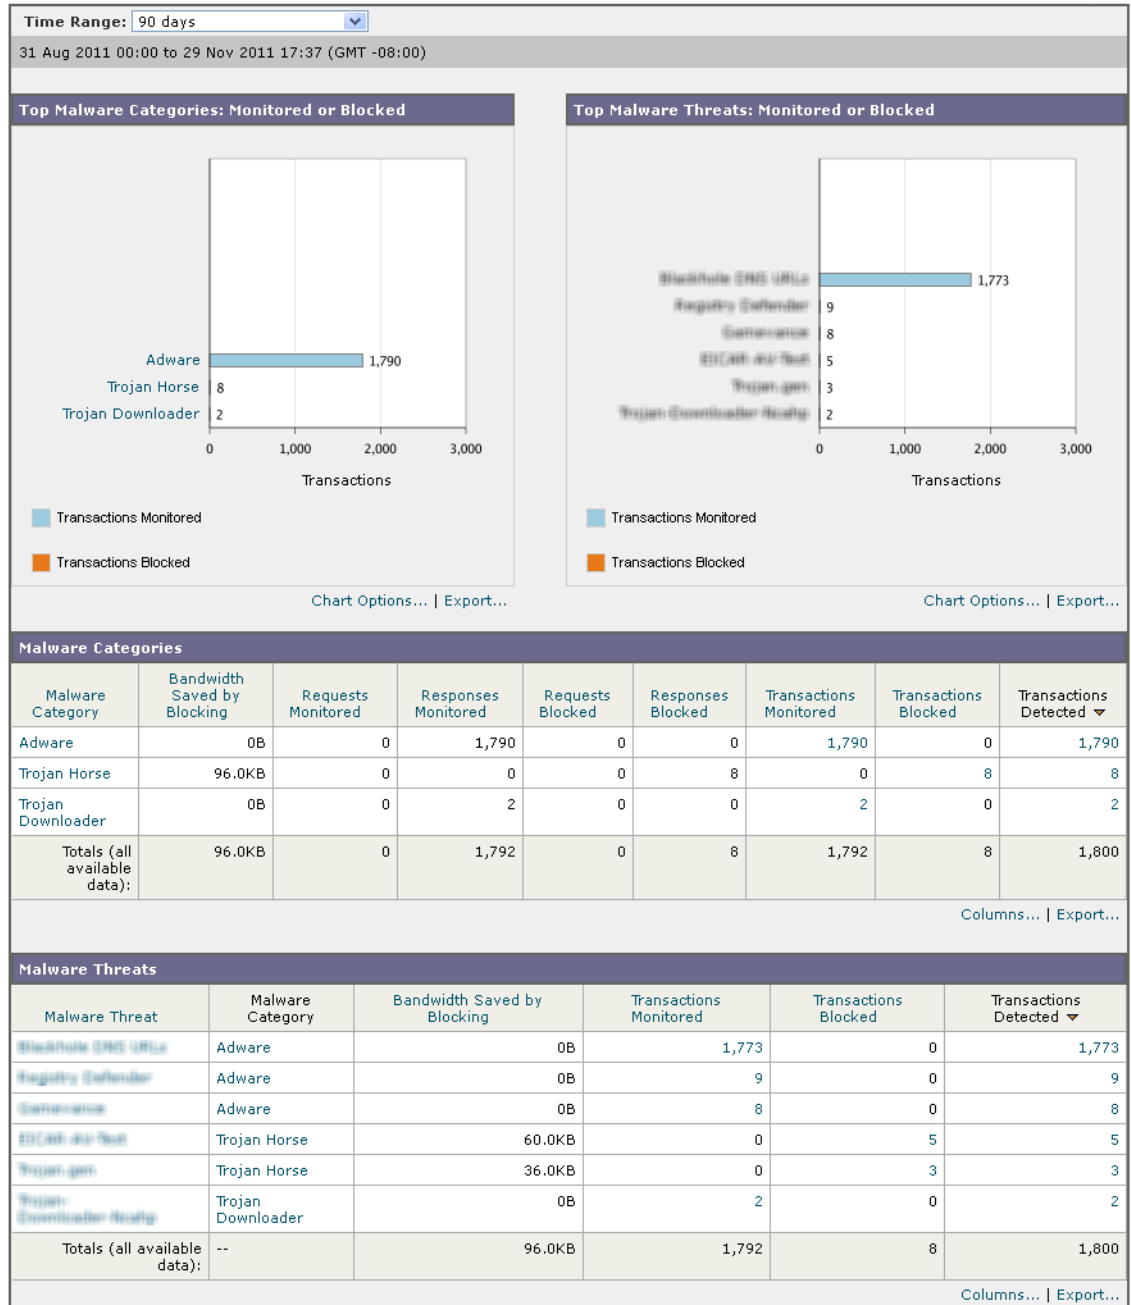 Time Range: 90 days
31 Aug 2011 00:00 to 29 Nov 2011 17:37 (GMT -08:00)
Top Malware Categories: Monitored or Blocked
Adware 1,790
Trojan Horse 8
Trojan Downloader 2
0 1,000 2,000 3,000
Transactions
Transactions Monitored
Transactions Blocked
Chart Options... | Export...
Top Malware Threats: Monitored or Blocked
1,773
9
8
5
3
2
0 1,000 2,000 3,000
Transactions
Transactions Monitored
Transactions Blocked
Chart Options... | Export...
Malware Categories
Malware Category Bandwidth Saved by Blocking Requests Monitored Responses Monitored Requests Blocked Responses Blocked Transactions Monitored Transactions Blocked Transactions Detected
Adware 0B 0 1,790 0 0 1,790 0 1,790
Trojan Horse 96.0KB 0 0 0 8 0 8 8
Trojan Downloader 0B 0 2 0 0 2 0 2
Totals (all available data): 96.0KB 0 1,792 0 8 1,792 8 1,800
Columns... | Export...
Malware Threats
Malware Threat Malware Category Bandwidth Saved by Blocking Transactions Monitored Transactions Blocked Transactions Detected
Adware 0B 1,773 0 1,773
Adware 0B 9 0 9
Adware 0B 8 0 8
Trojan Horse 60.0KB 0 5 5
Trojan Horse 36.0KB 0 3 3
Trojan Downloader 0B 2 0 2
Totals (all available data): -- 96.0KB 1,792 8 1,800
Columns... | Export...